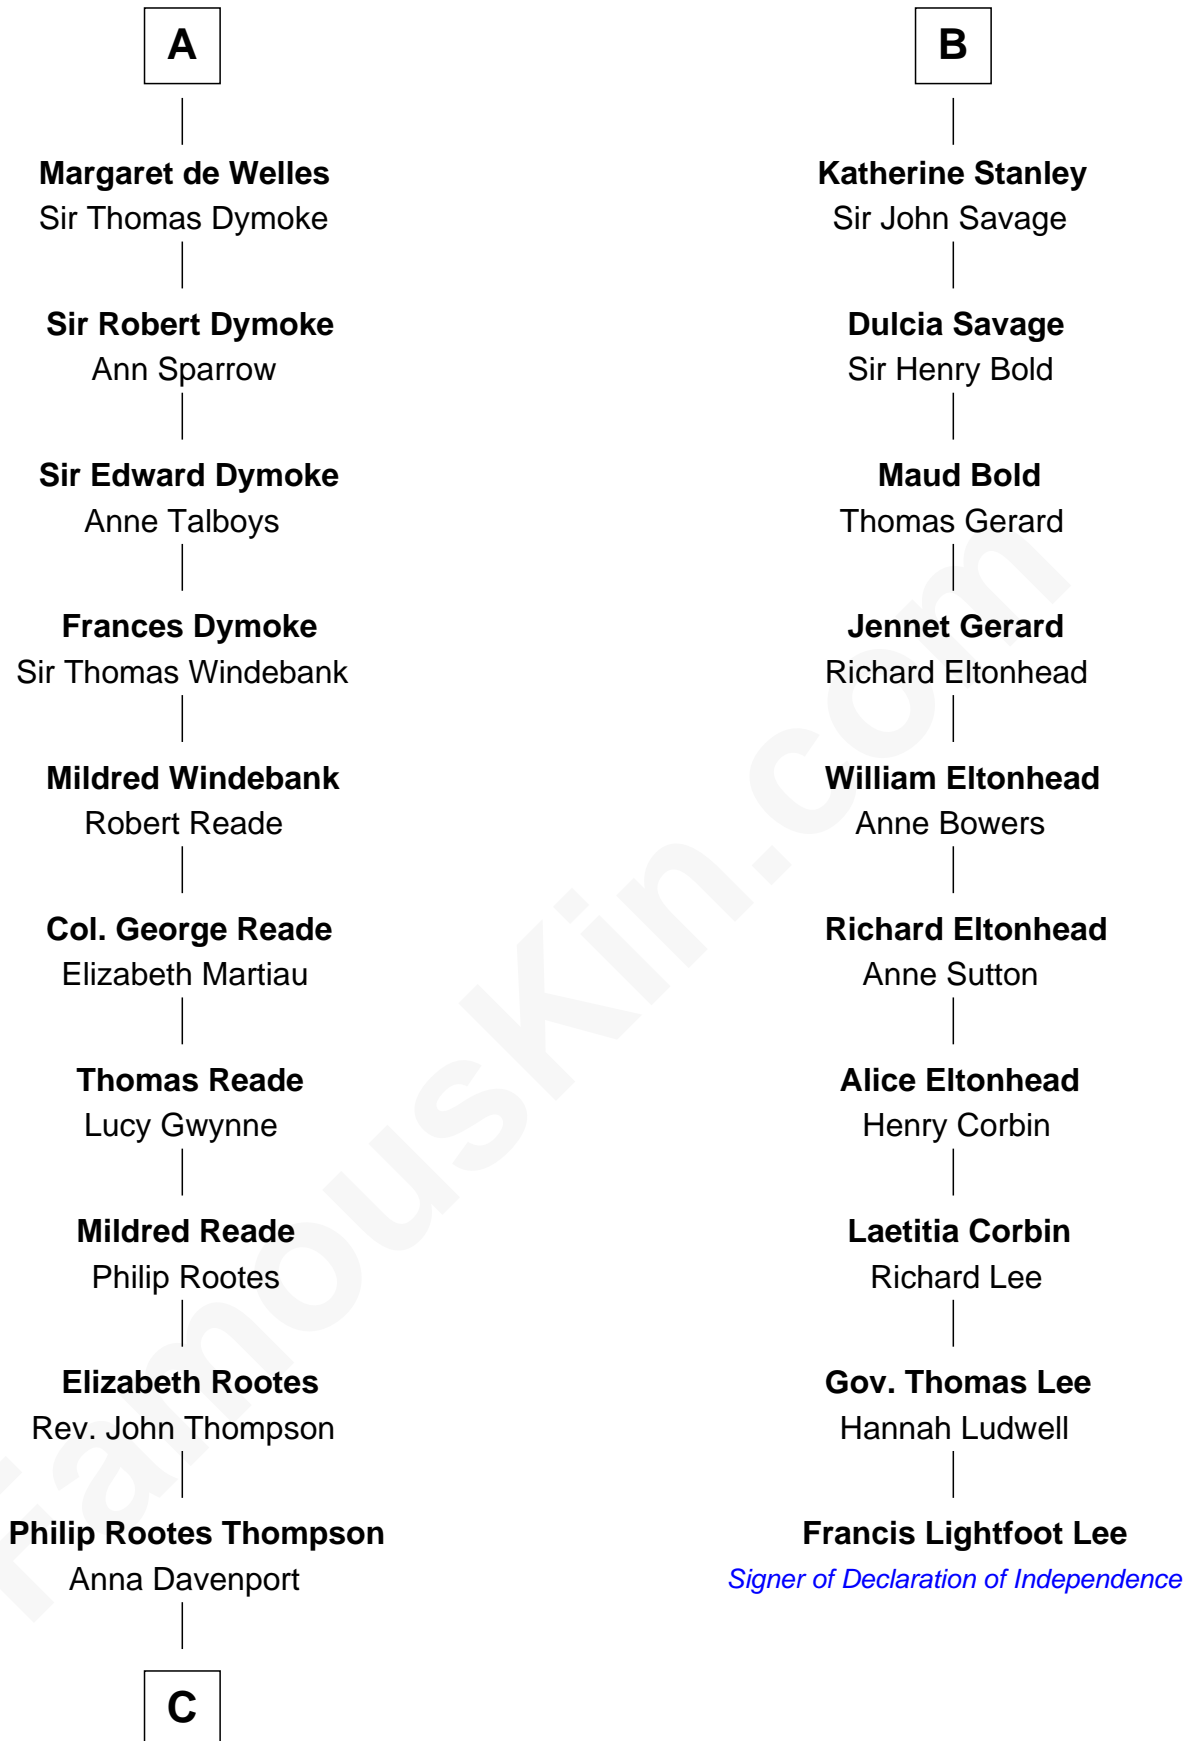 A
Margaret de Welles
Sir Thomas Dymoke
Sir Robert Dymoke
Ann Sparrow
Sir Edward Dymoke
Anne Talboys
Frances Dymoke
Sir Thomas Windebank
Mildred Windebank
Robert Reade
Col. George Reade
Elizabeth Martiau
Thomas Reade
Lucy Gwynne
Mildred Reade
Philip Rootes
Elizabeth Rootes
Rev. John Thompson
Philip Rootes Thompson
Anna Davenport
C
B
Katherine Stanley
Sir John Savage
Dulcia Savage
Sir Henry Bold
Maud Bold
Thomas Gerard
Jennet Gerard
Richard Eltonhead
William Eltonhead
Anne Bowers
Richard Eltonhead
Anne Sutton
Alice Eltonhead
Henry Corbin
Laetitia Corbin
Richard Lee
Gov. Thomas Lee
Hannah Ludwell
Francis Lightfoot Lee
Signer of Declaration of Independence
FamousKin.com